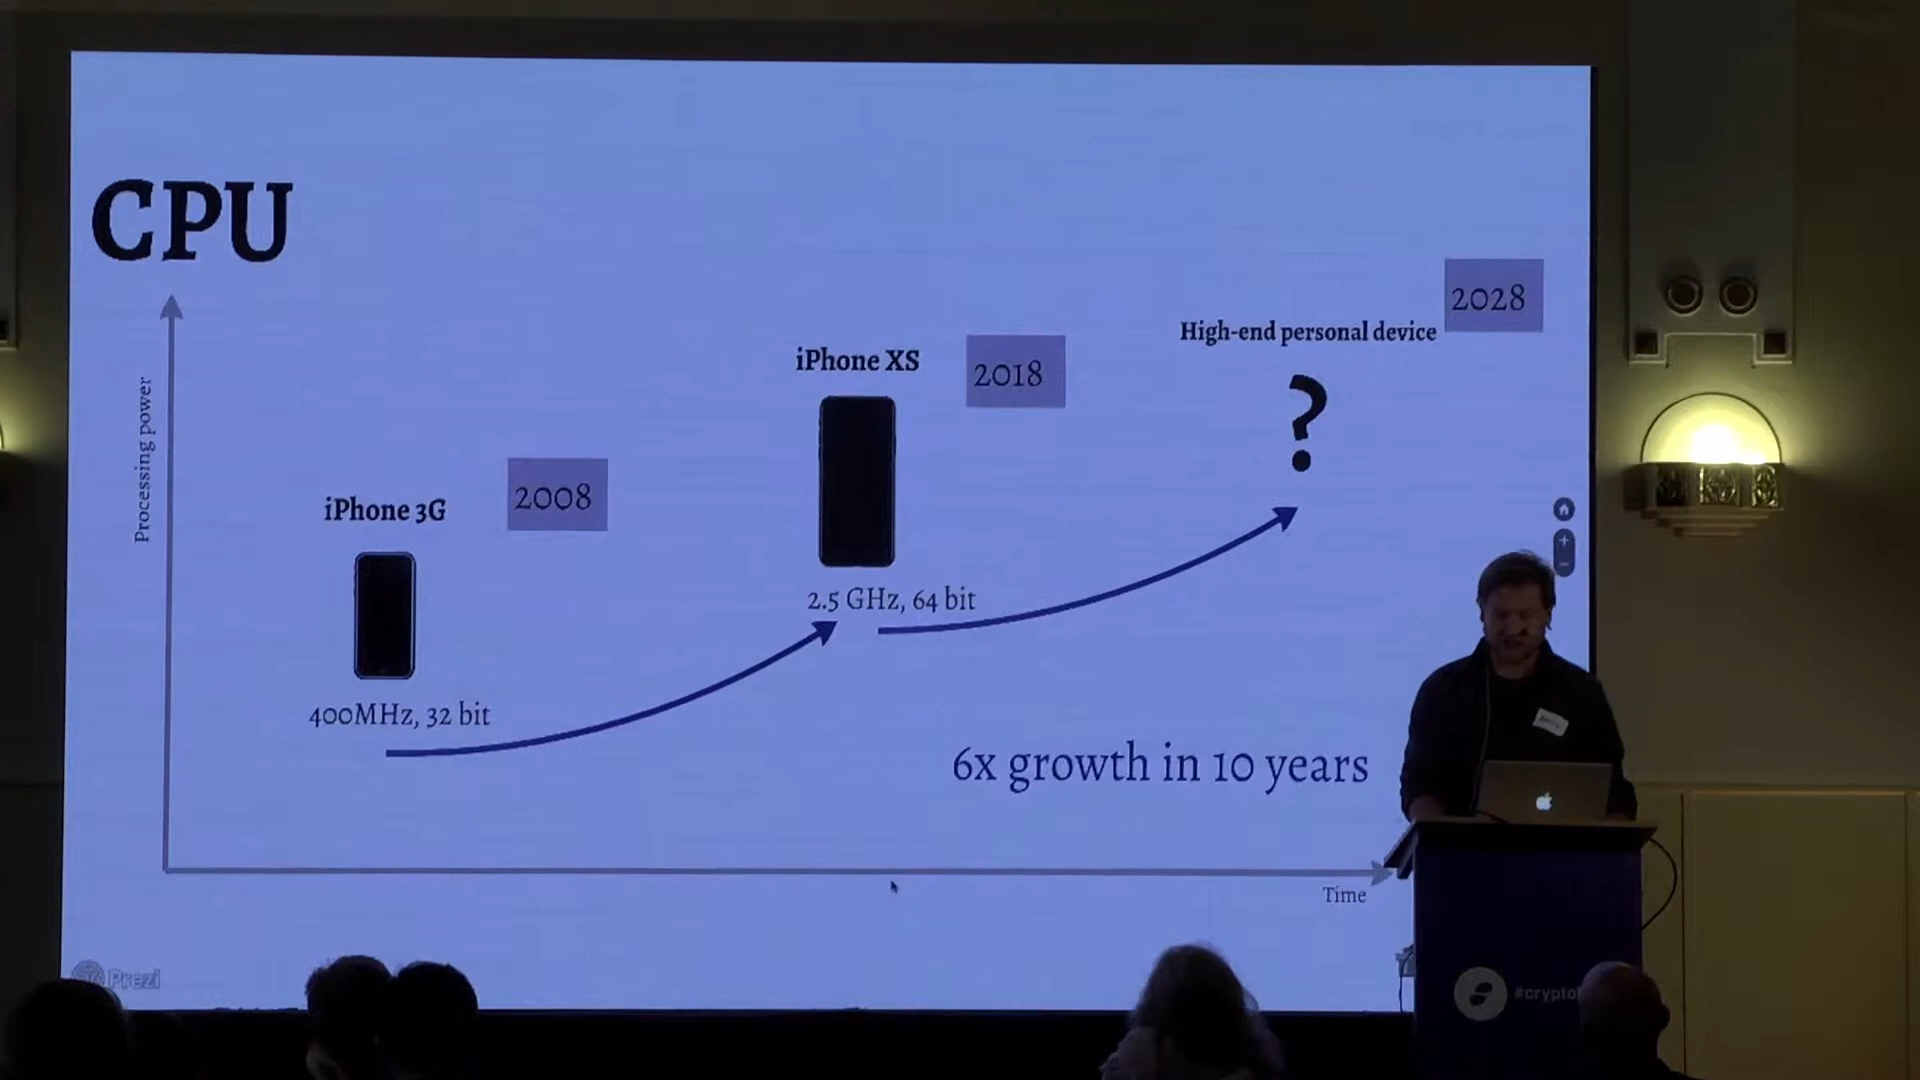 CPU
2028
High-end personal device
?
iPhone XS
2018
Processing power
iPhone 3G
2008
2.5 GHz, 64 bit
400MHz, 32 bit
6x growth in 10 years
Time
Prezi